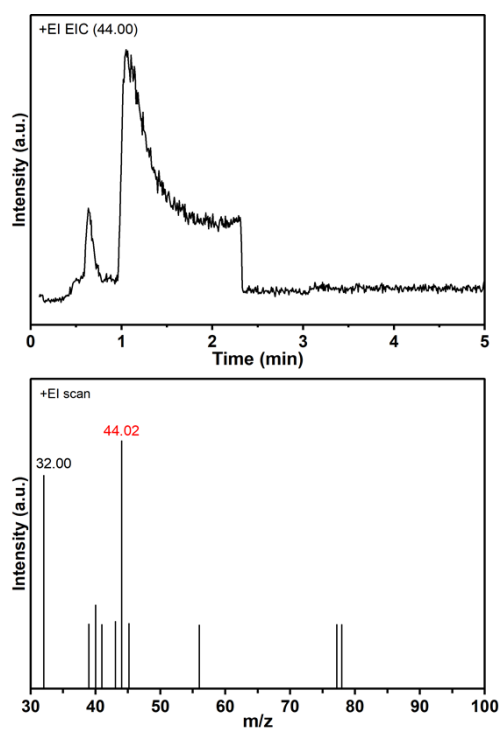 +EI EIC (44.00)
Intensity (a.u.)
0 1 2 3 4 5
Time (min)
+EI scan
44.02
32.00
Intensity (a.u.)
30 40 50 60 70 80 90 100
m/z